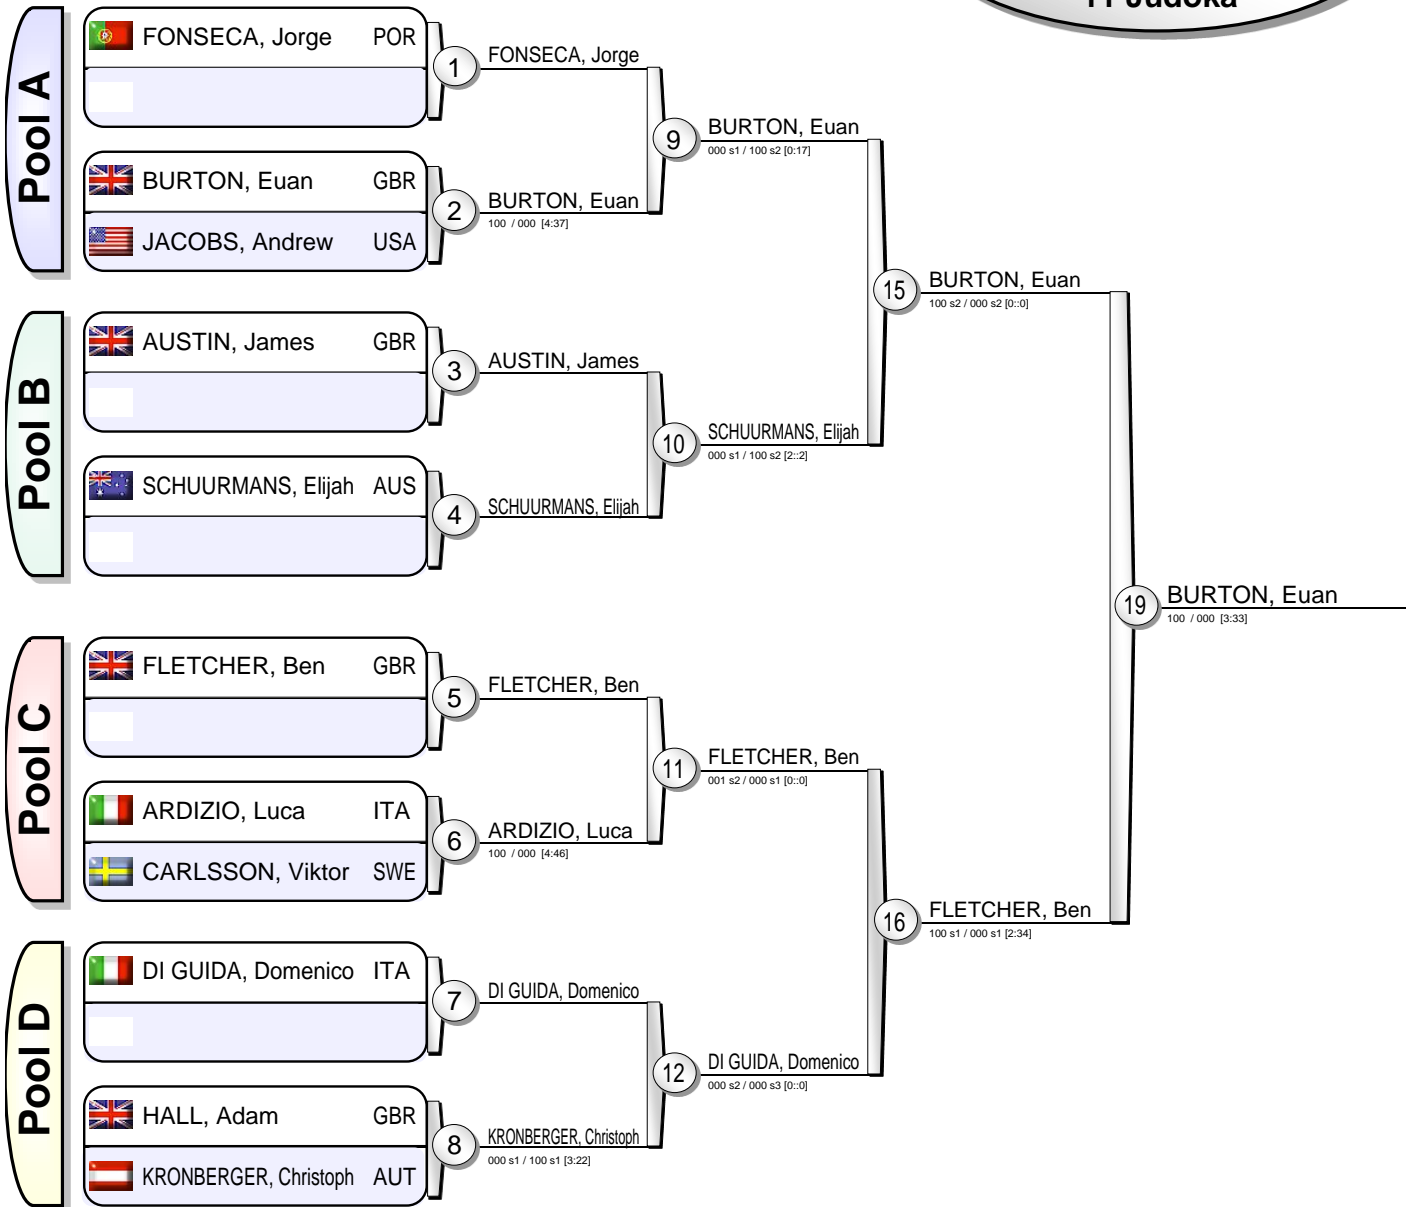 11 Judoka
Pool A
FONSECA, Jorge POR
1
FONSECA, Jorge
BURTON, Euan GBR
JACOBS, Andrew USA
2
BURTON, Euan
100 / 000 [4:37]
9
BURTON, Euan
000 s1 / 100 s2 [0:17]
Pool B
AUSTIN, James GBR
3
AUSTIN, James
SCHUURMANS, Elijah AUS
4
SCHUURMANS, Elijah
10
SCHUURMANS, Elijah
000 s1 / 100 s2 [2::2]
15
BURTON, Euan
100 s2 / 000 s2 [0::0]
Pool C
FLETCHER, Ben GBR
5
FLETCHER, Ben
ARDIZIO, Luca ITA
CARLSSON, Viktor SWE
6
ARDIZIO, Luca
100 / 000 [4:46]
11
FLETCHER, Ben
001 s2 / 000 s1 [0::0]
Pool D
DI GUIDA, Domenico ITA
7
DI GUIDA, Domenico
HALL, Adam GBR
KRONBERGER, Christoph AUT
8
KRONBERGER, Christoph
000 s1 / 100 s1 [3:22]
12
DI GUIDA, Domenico
000 s2 / 000 s3 [0::0]
16
FLETCHER, Ben
100 s1 / 000 s1 [2:34]
19
BURTON, Euan
100 / 000 [3:33]